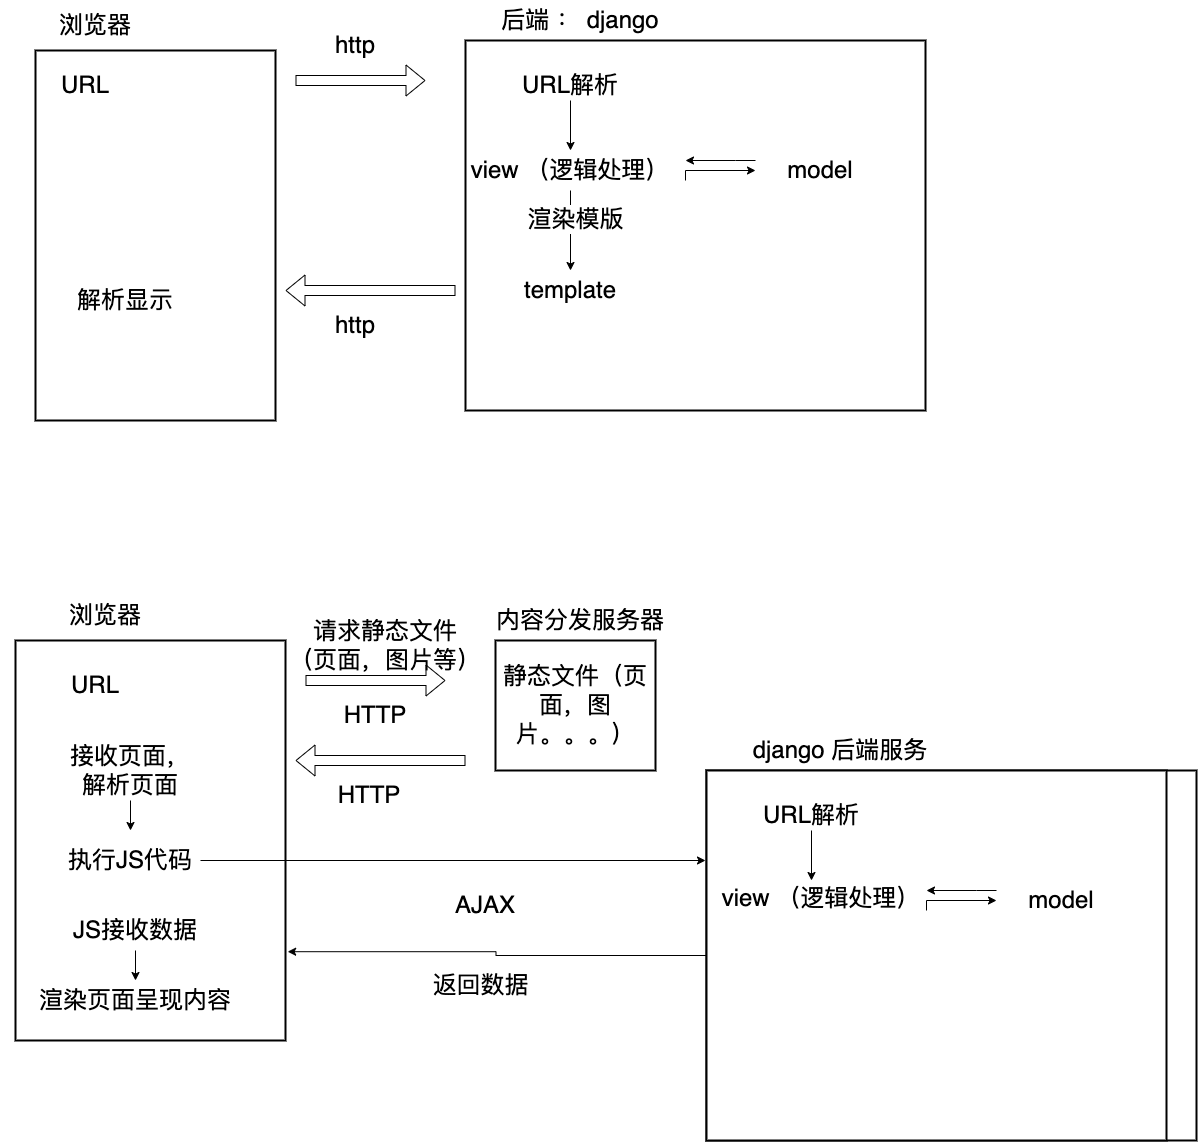 浏览器
后端： django
http
URL
URL解析
view （逻辑处理）
model
渲染模版
template
解析显示
http
浏览器
请求静态文件
（页面，图片等）
内容分发服务器
静态文件（页
面，图
片。。。）
URL
HTTP
接收页面，
解析页面
HTTP
django 后端服务
URL解析
执行JS代码
view （逻辑处理）
model
AJAX
JS接收数据
返回数据
渲染页面呈现内容